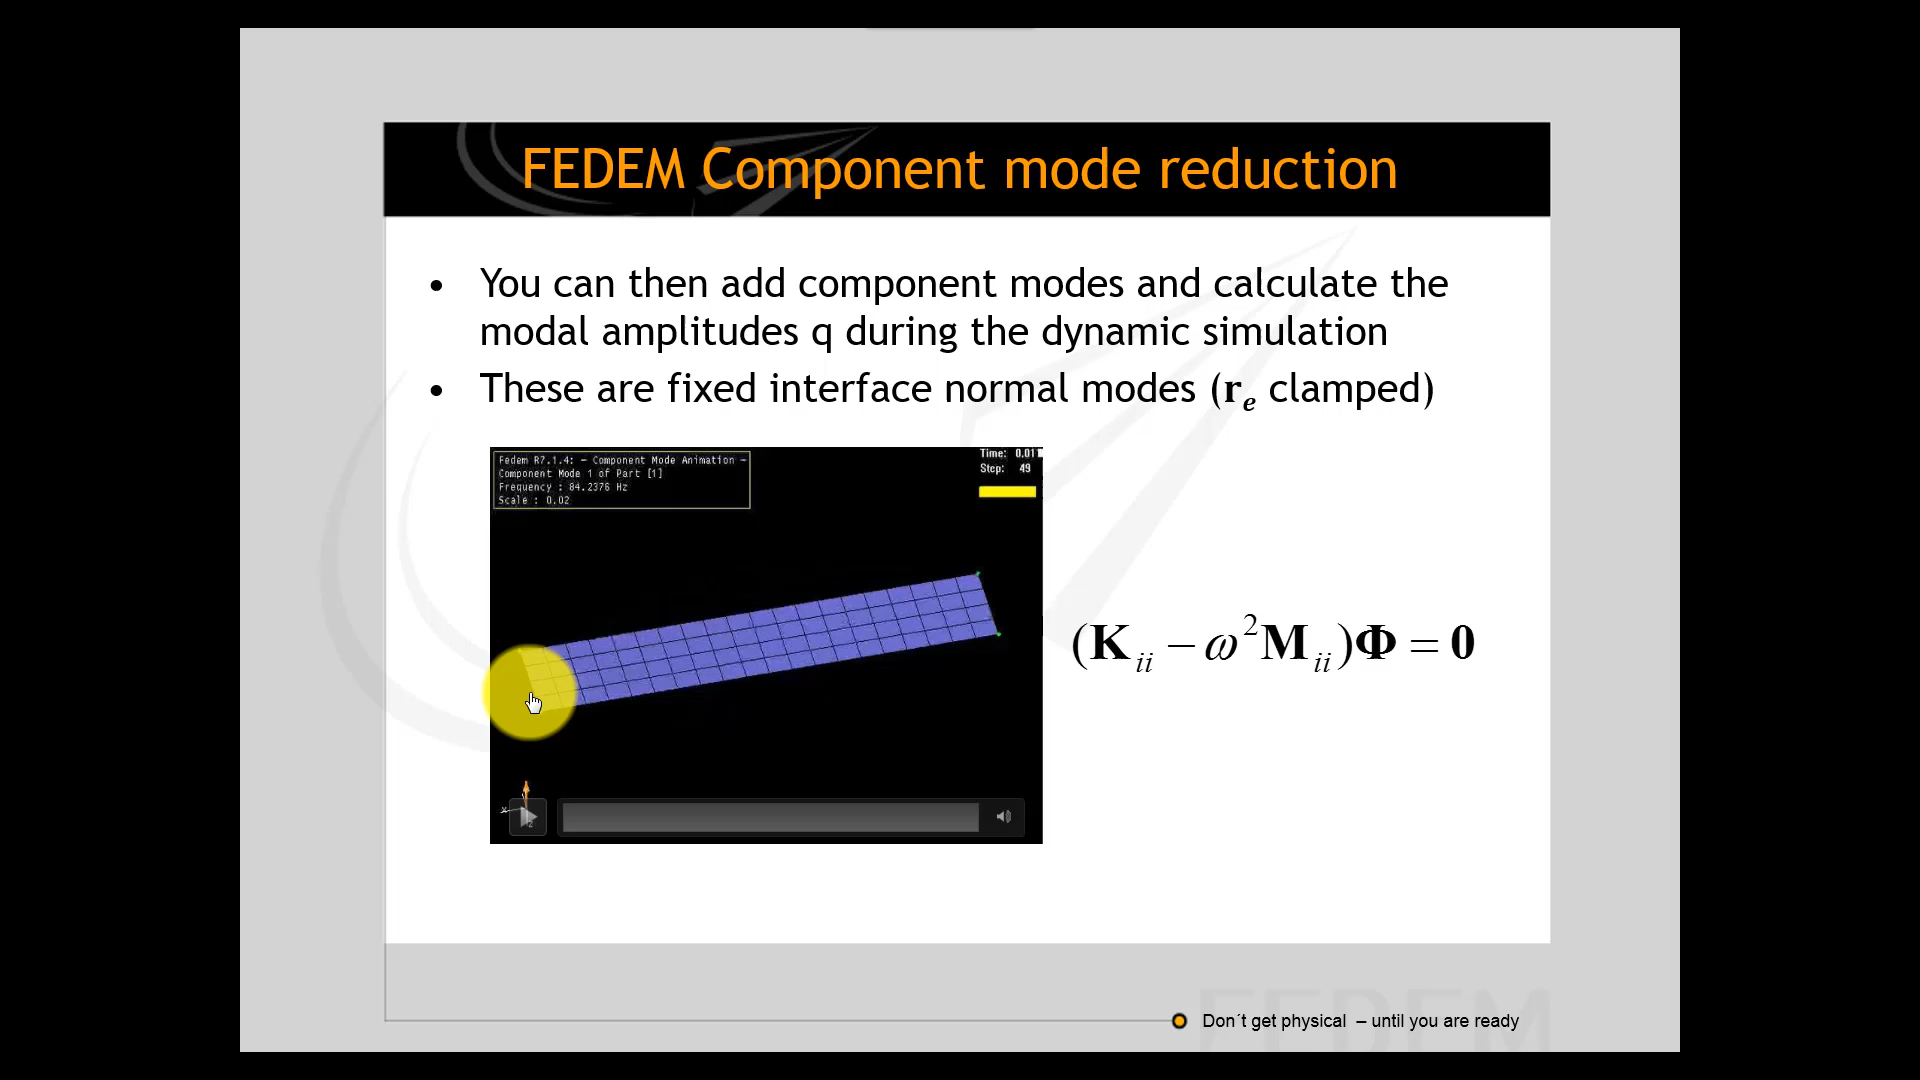 FEDEM Component mode reduction
• You can then add component modes and calculate the
modal amplitudes q during the dynamic simulation
• These are fixed interface normal modes (rₑ clamped)
Fedem R7.1.4: - Component Mode Animation -
Component Mode 1 of Part [1]
Frequency : 84.2376 Hz
Scale : 0.02
Time: 0.01
Step: 49
(K_ii − ω²M_ii)Φ = 0
x
z
FEDEM
Don´t get physical – until you are ready